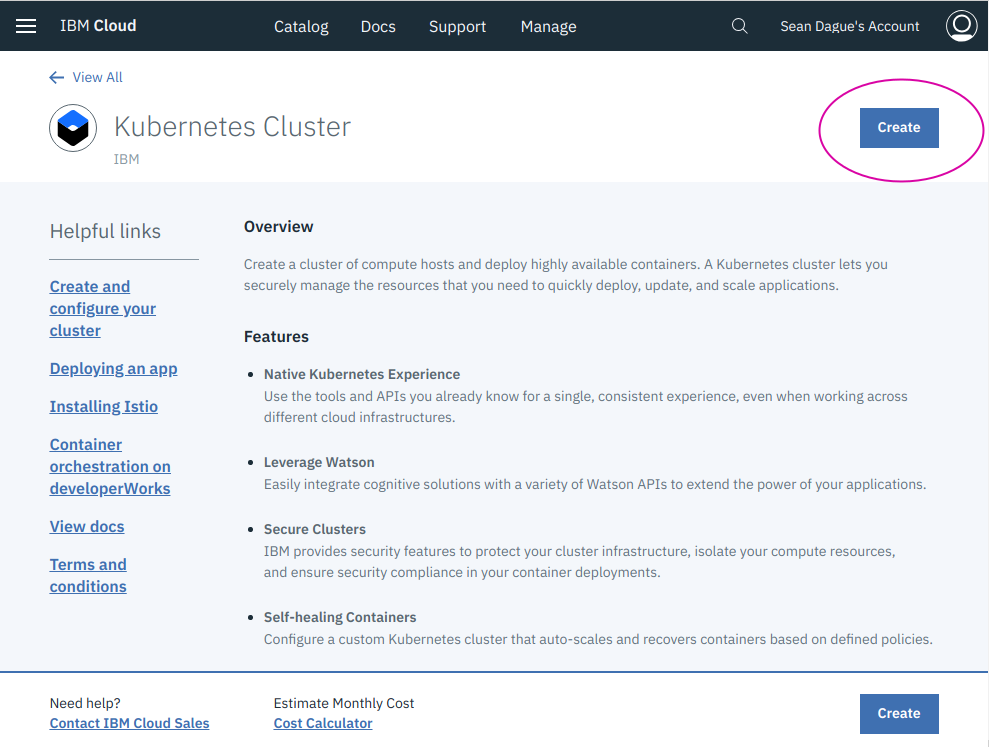 IBM Cloud Catalog Docs Support Manage Sean Dague's Account
View All
Kubernetes Cluster
IBM
Create
Helpful links
Create and
configure your
cluster
Deploying an app
Installing Istio
Container
orchestration on
developerWorks
View docs
Terms and
conditions
Overview
Create a cluster of compute hosts and deploy highly available containers. A Kubernetes cluster lets you
securely manage the resources that you need to quickly deploy, update, and scale applications.
Features
Native Kubernetes Experience
Use the tools and APIs you already know for a single, consistent experience, even when working across
different cloud infrastructures.
Leverage Watson
Easily integrate cognitive solutions with a variety of Watson APIs to extend the power of your applications.
Secure Clusters
IBM provides security features to protect your cluster infrastructure, isolate your compute resources,
and ensure security compliance in your container deployments.
Self-healing Containers
Configure a custom Kubernetes cluster that auto-scales and recovers containers based on defined policies.
Need help?
Contact IBM Cloud Sales
Estimate Monthly Cost
Cost Calculator
Create